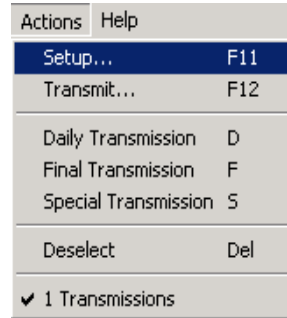 Actions Help
Setup... F11
Transmit... F12
Daily Transmission D
Final Transmission F
Special Transmission S
Deselect Del
✔ 1 Transmissions